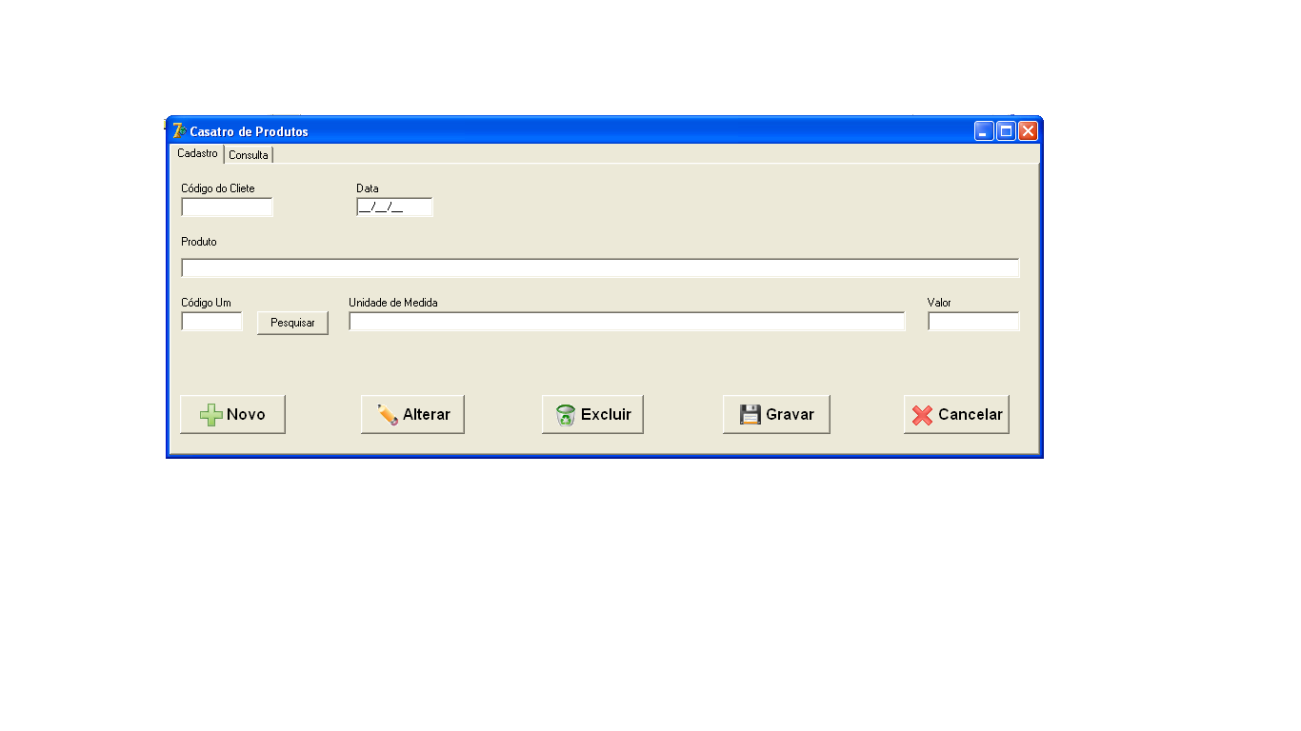 Casatro de Produtos
Cadastro Consulta
Código do Cliete Data
__/__/__
Produto
Código Um Unidade de Medida Valor
Pesquisar
Novo Alterar Excluir Gravar Cancelar